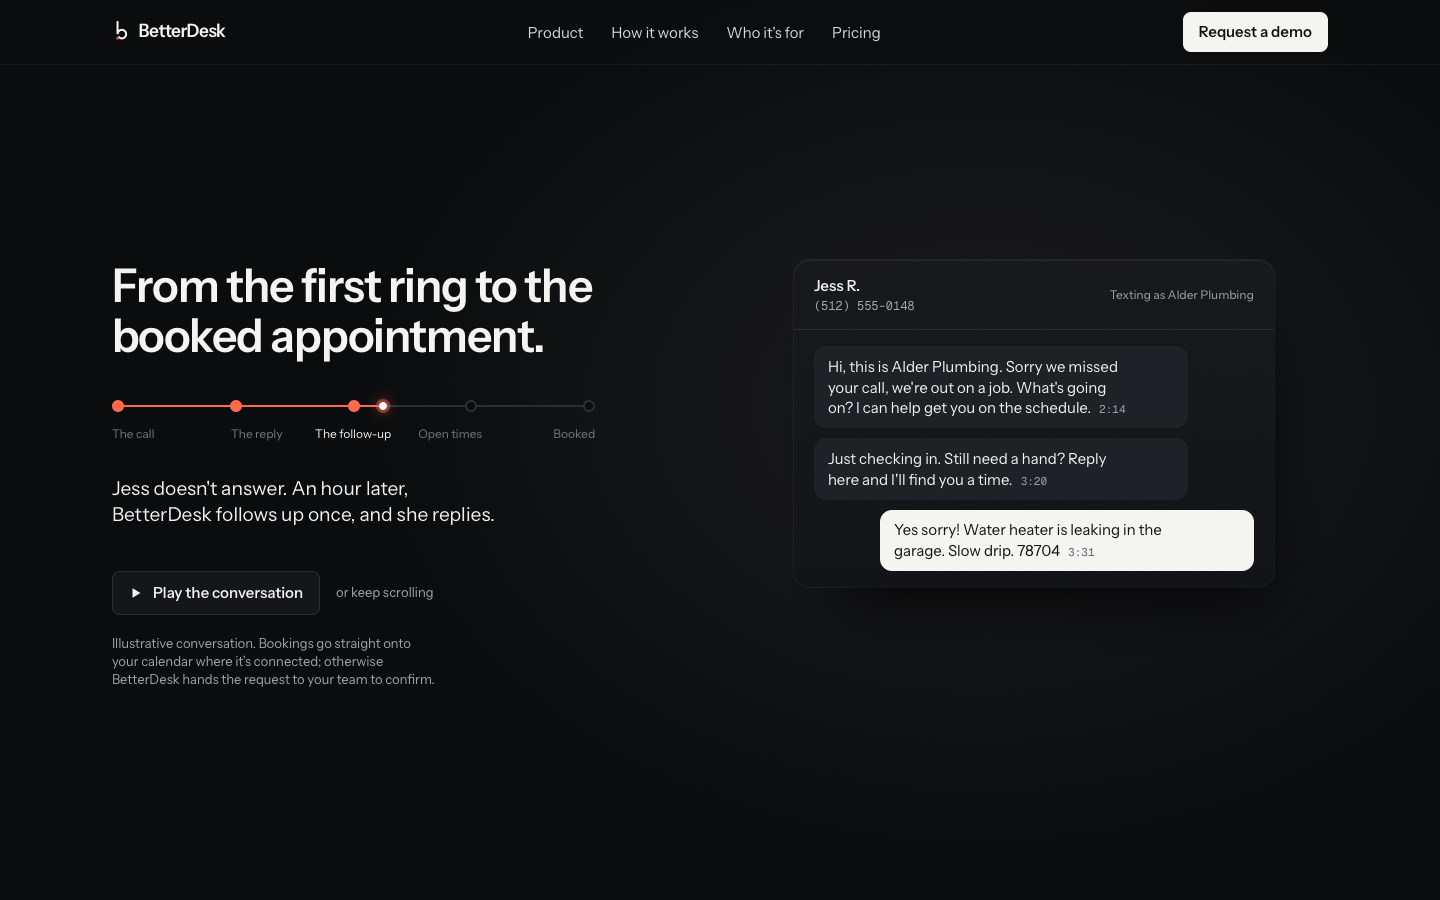 BetterDesk
Product
How it works
Who it's for
Pricing
Request a demo
From the first ring to the
booked appointment.
The call
The reply
The follow-up
Open times
Booked
Jess doesn't answer. An hour later,
BetterDesk follows up once, and she replies.
Play the conversation
or keep scrolling
Illustrative conversation. Bookings go straight onto
your calendar where it's connected; otherwise
BetterDesk hands the request to your team to confirm.
Jess R.
(512) 555-0148
Texting as Alder Plumbing
Hi, this is Alder Plumbing. Sorry we missed
your call, we're out on a job. What's going
on? I can help get you on the schedule. 2:14
Just checking in. Still need a hand? Reply
here and I'll find you a time. 3:20
Yes sorry! Water heater is leaking in the
garage. Slow drip. 78704 3:31